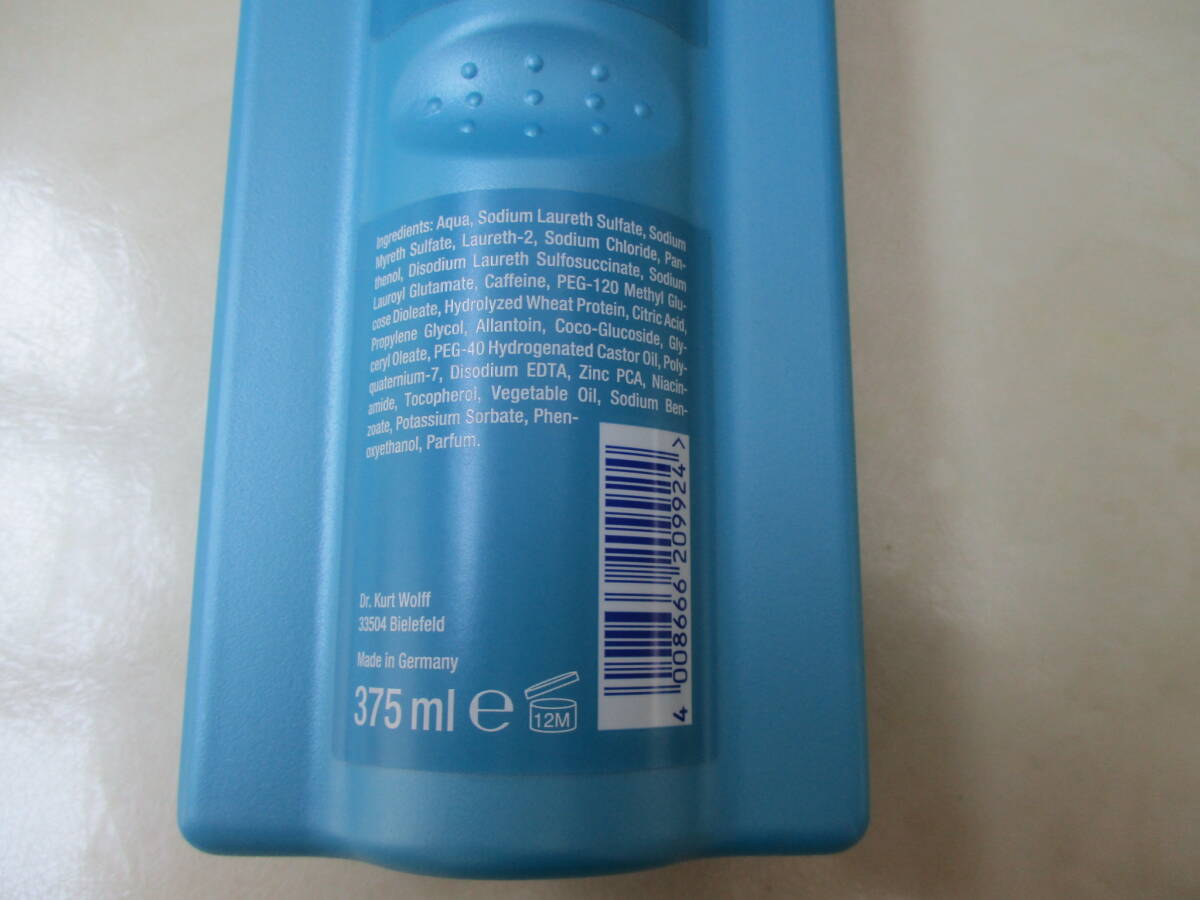 Ingredients: Aqua, Sodium Laureth Sulfate, Sodium
Myreth Sulfate, Laureth-2, Sodium Chloride, Pan-
thenol, Disodium Laureth Sulfosuccinate, Sodium
Lauroyl Glutamate, Caffeine, PEG-120 Methyl Glu-
cose Dioleate, Hydrolyzed Wheat Protein, Citric Acid,
Propylene Glycol, Allantoin, Coco-Glucoside, Gly-
ceryl Oleate, PEG-40 Hydrogenated Castor Oil, Poly-
quaternium-7, Disodium EDTA, Zinc PCA, Niacin-
amide, Tocopherol, Vegetable Oil, Sodium Ben-
zoate, Potassium Sorbate, Phen-
oxyethanol, Parfum.
Dr. Kurt Wolff
33504 Bielefeld
Made in Germany
375 ml ℮ 12M
4 008666 209924 >